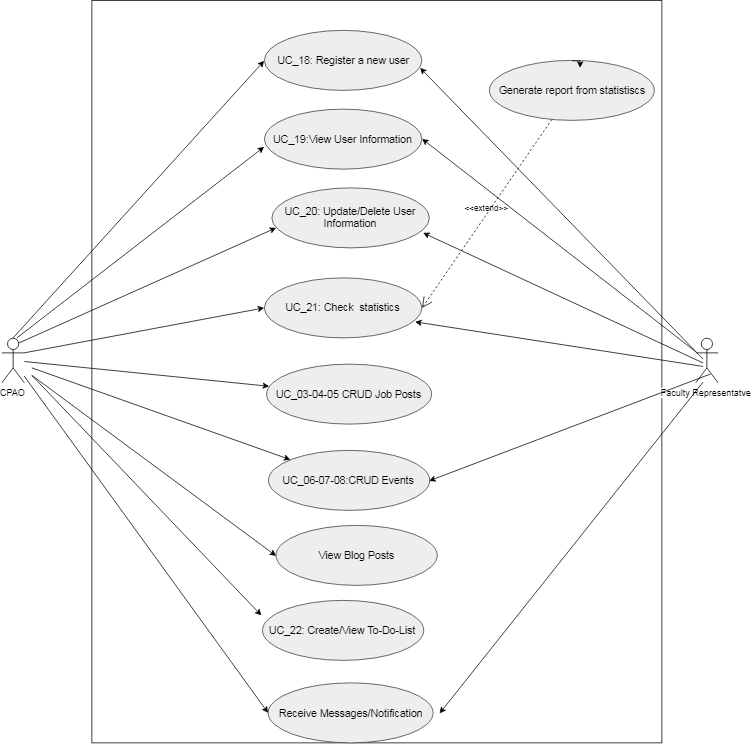 UC_18: Register a new user
Generate report from statistiscs
UC_19:View User Information
<<extend>>
UC_20: Update/Delete User
Information
UC_21: Check statistics
CPAO
Faculty Representatve
UC_03-04-05 CRUD Job Posts
UC_06-07-08:CRUD Events
View Blog Posts
UC_22: Create/View To-Do-List
Receive Messages/Notification